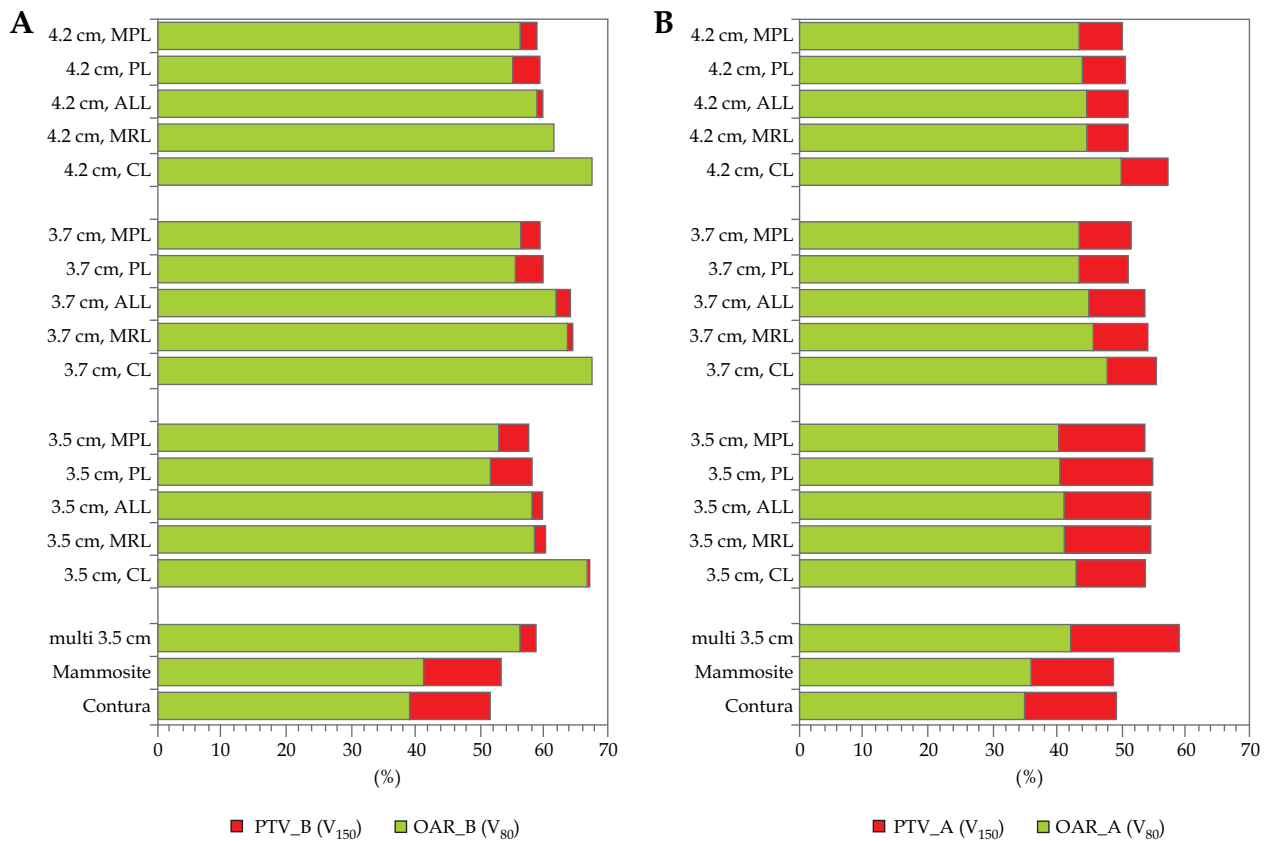 A
4.2 cm, MPL
4.2 cm, PL
4.2 cm, ALL
4.2 cm, MRL
4.2 cm, CL
3.7 cm, MPL
3.7 cm, PL
3.7 cm, ALL
3.7 cm, MRL
3.7 cm, CL
3.5 cm, MPL
3.5 cm, PL
3.5 cm, ALL
3.5 cm, MRL
3.5 cm, CL
multi 3.5 cm
Mammosite
Contura
0 10 20 30 40 50 60 70
(%)
PTV_B (V150) OAR_B (V80)
B
4.2 cm, MPL
4.2 cm, PL
4.2 cm, ALL
4.2 cm, MRL
4.2 cm, CL
3.7 cm, MPL
3.7 cm, PL
3.7 cm, ALL
3.7 cm, MRL
3.7 cm, CL
3.5 cm, MPL
3.5 cm, PL
3.5 cm, ALL
3.5 cm, MRL
3.5 cm, CL
multi 3.5 cm
Mammosite
Contura
0 10 20 30 40 50 60 70
(%)
PTV_A (V150) OAR_A (V80)